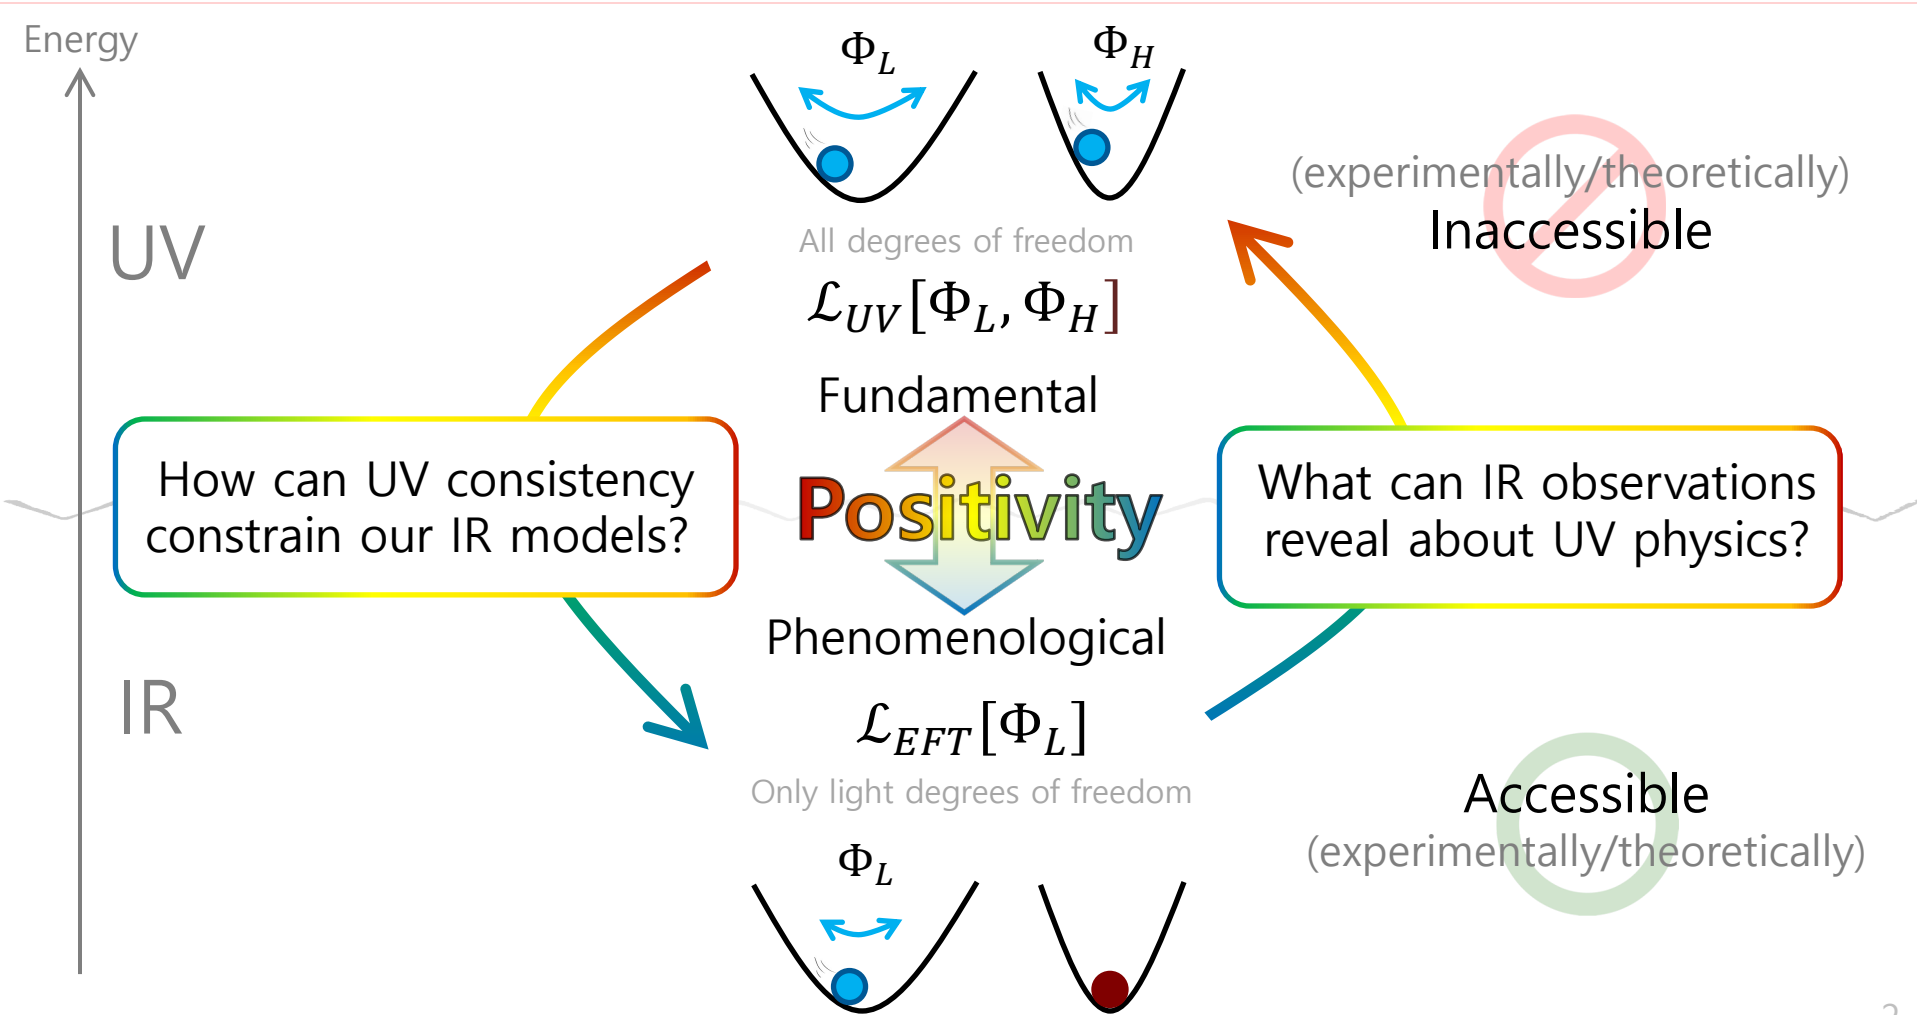 Energy
Φ_L
Φ_H
(experimentally/theoretically)
Inaccessible
UV
All degrees of freedom
ℒ_UV[Φ_L, Φ_H]
Fundamental
How can UV consistency
constrain our IR models?
Positivity
What can IR observations
reveal about UV physics?
Phenomenological
IR
ℒ_EFT[Φ_L]
Only light degrees of freedom
Accessible
(experimentally/theoretically)
Φ_L